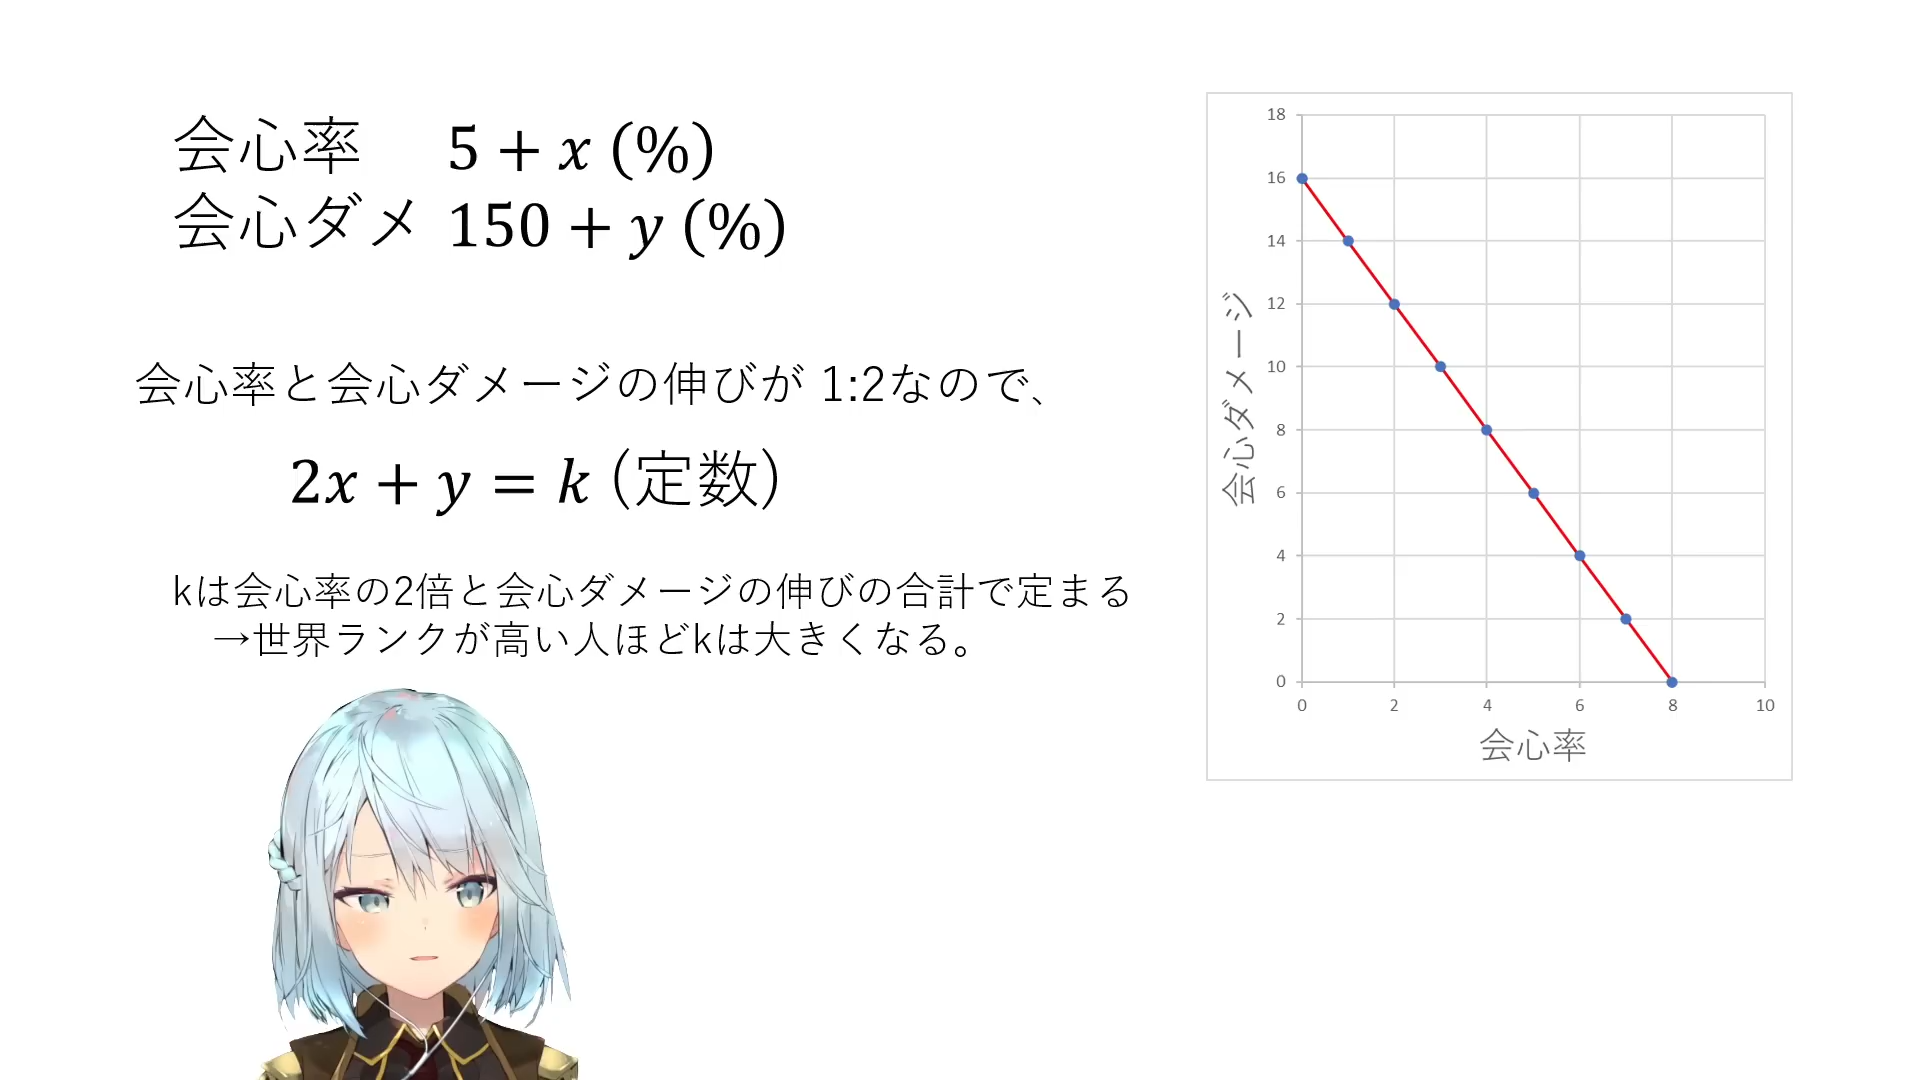 会心率 5 + x (%)
会心ダメ 150 + y (%)
会心率と会心ダメージの伸びが 1:2なので、
2x + y = k (定数)
kは会心率の2倍と会心ダメージの伸びの合計で定まる
→世界ランクが高い人ほどkは大きくなる。
18
16
14
12
10
8
6
4
2
0
会心ダメージ
0 2 4 6 8 10
会心率